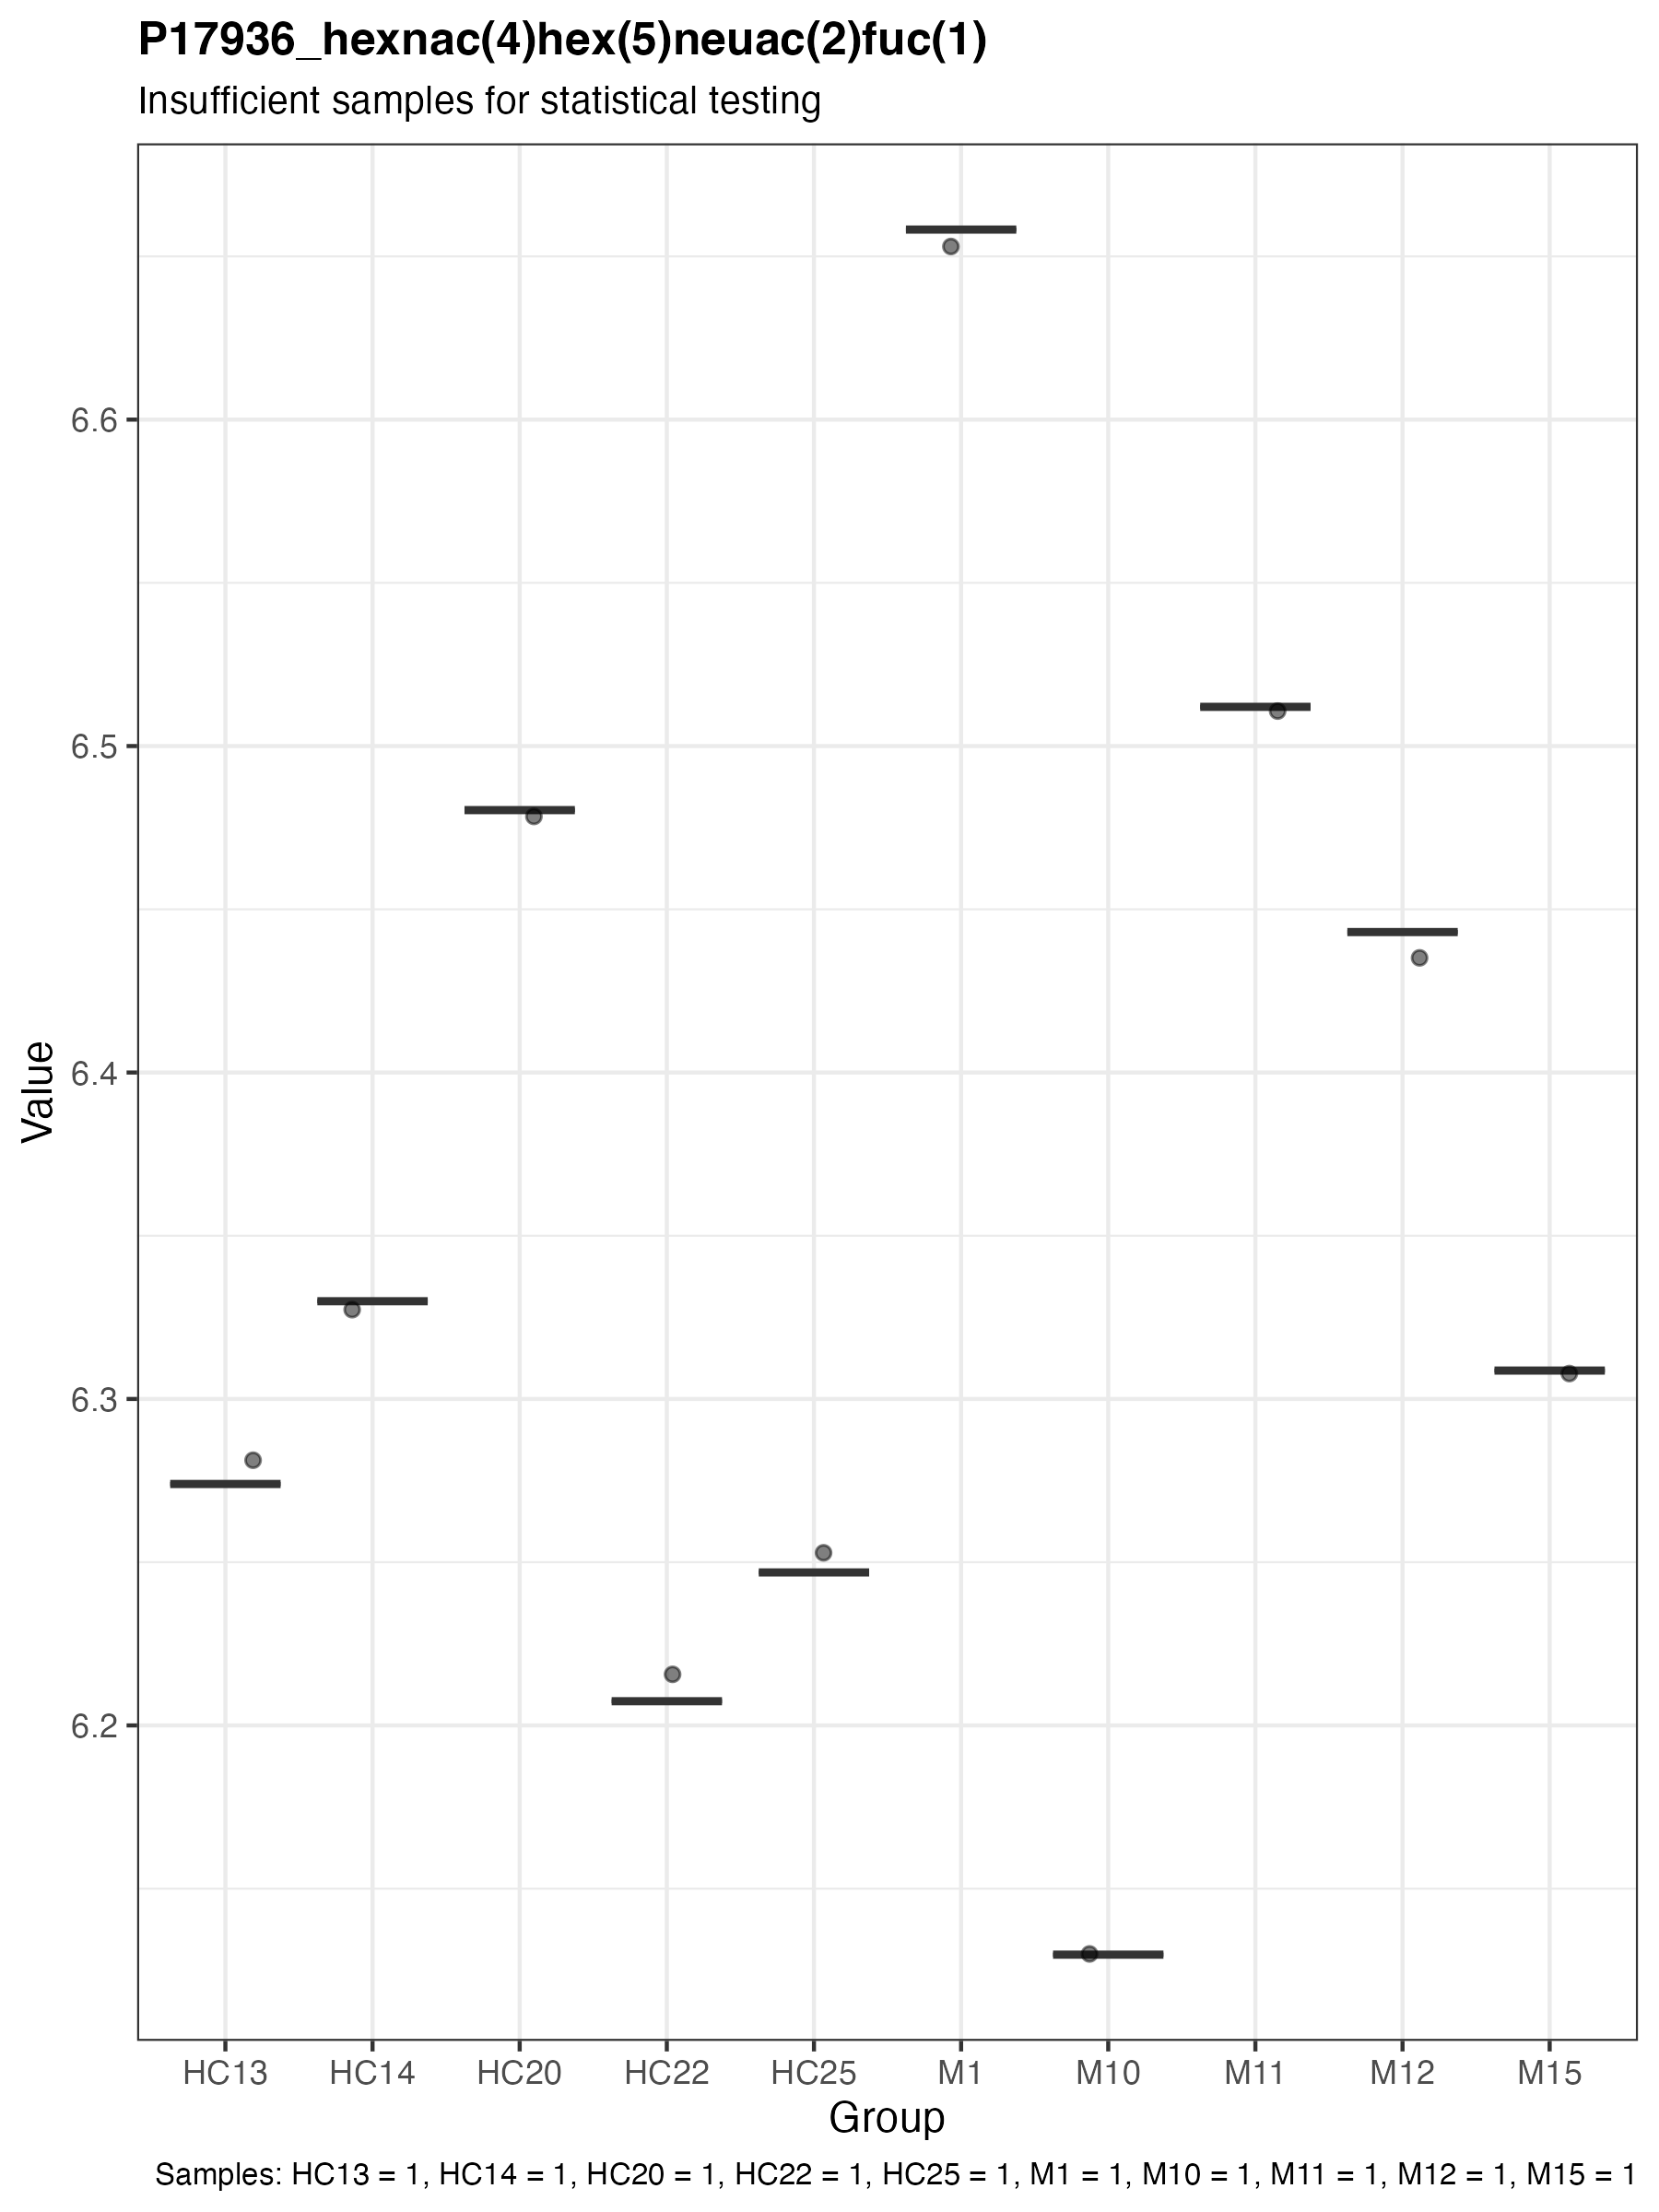 P17936_hexnac(4)hex(5)neuac(2)fuc(1)
Insufficient samples for statistical testing
6.6
6.5
6.4
6.3
6.2
Value
HC13 HC14 HC20 HC22 HC25 M1 M10 M11 M12 M15
Group
Samples: HC13 = 1, HC14 = 1, HC20 = 1, HC22 = 1, HC25 = 1, M1 = 1, M10 = 1, M11 = 1, M12 = 1, M15 = 1